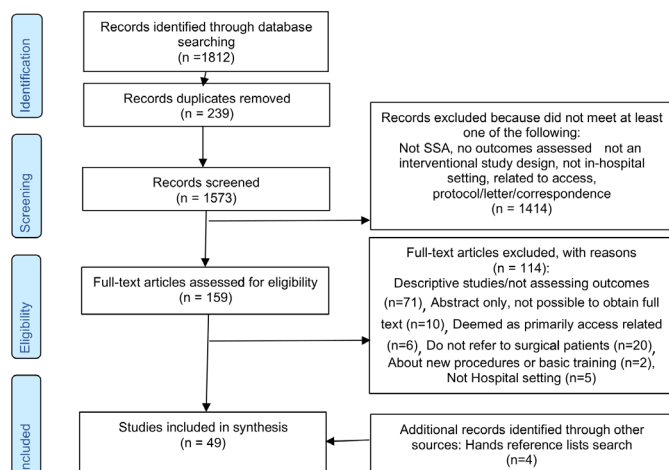 Identification
Records identified through database
searching
(n =1812)
Records duplicates removed
(n = 239)
Screening
Records screened
(n = 1573)
Records excluded because did not meet at least
one of the following:
Not SSA, no outcomes assessed not an
interventional study design, not in-hospital
setting, related to access,
protocol/letter/correspondence
(n = 1414)
Eligibility
Full-text articles assessed for eligibility
(n = 159)
Full-text articles excluded, with reasons
(n = 114):
Descriptive studies/not assessing outcomes
(n=71), Abstract only, not possible to obtain full
text (n=10), Deemed as primarily access related
(n=6), Do not refer to surgical patients (n=20),
About new procedures or basic training (n=2),
Not Hospital setting (n=5)
Included
Studies included in synthesis
(n = 49)
Additional records identified through other
sources: Hands reference lists search
(n=4)